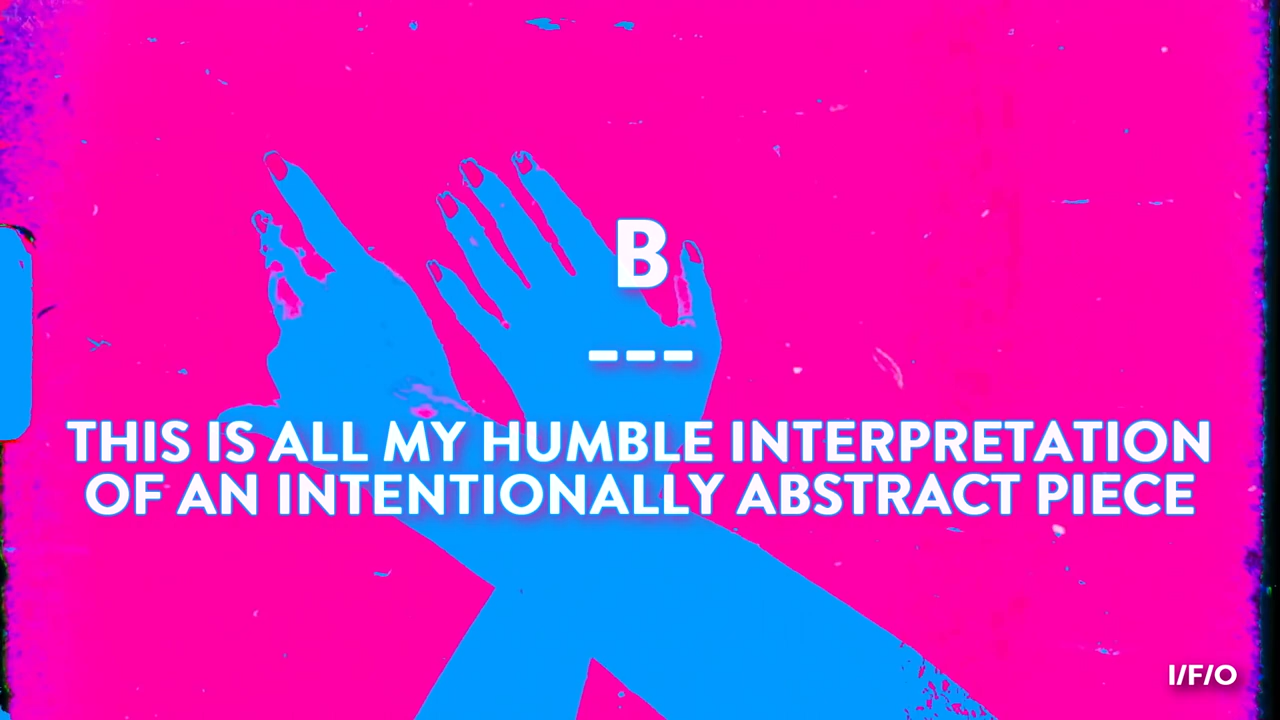 B
---
THIS IS ALL MY HUMBLE INTERPRETATION
OF AN INTENTIONALLY ABSTRACT PIECE
I/F/O